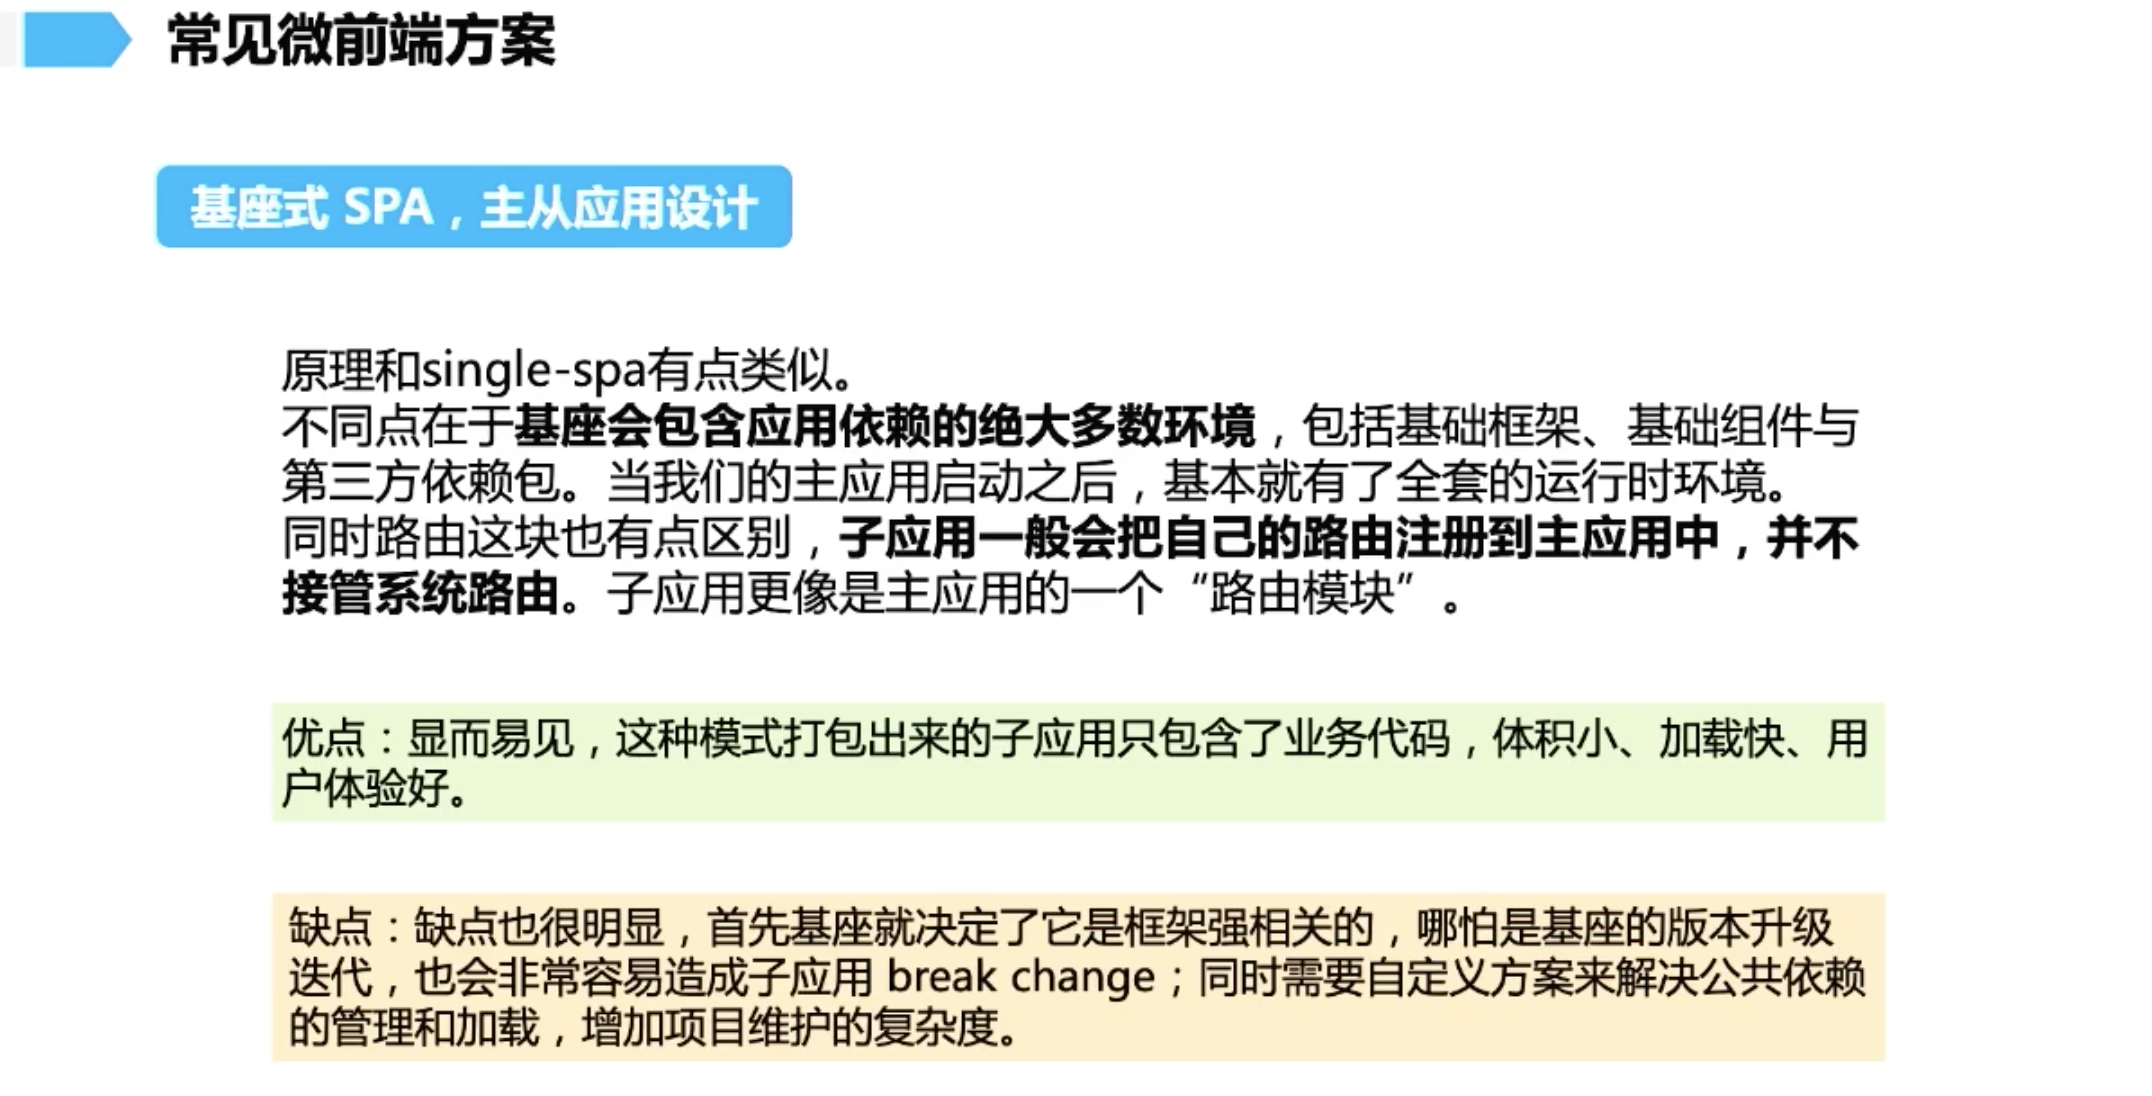 常见微前端方案
基座式 SPA，主从应用设计
原理和single-spa有点类似。
不同点在于基座会包含应用依赖的绝大多数环境，包括基础框架、基础组件与
第三方依赖包。当我们的主应用启动之后，基本就有了全套的运行时环境。
同时路由这块也有点区别，子应用一般会把自己的路由注册到主应用中，并不
接管系统路由。子应用更像是主应用的一个“路由模块”。
优点：显而易见，这种模式打包出来的子应用只包含了业务代码，体积小、加载快、用
户体验好。
缺点：缺点也很明显，首先基座就决定了它是框架强相关的，哪怕是基座的版本升级
迭代，也会非常容易造成子应用 break change；同时需要自定义方案来解决公共依赖
的管理和加载，增加项目维护的复杂度。